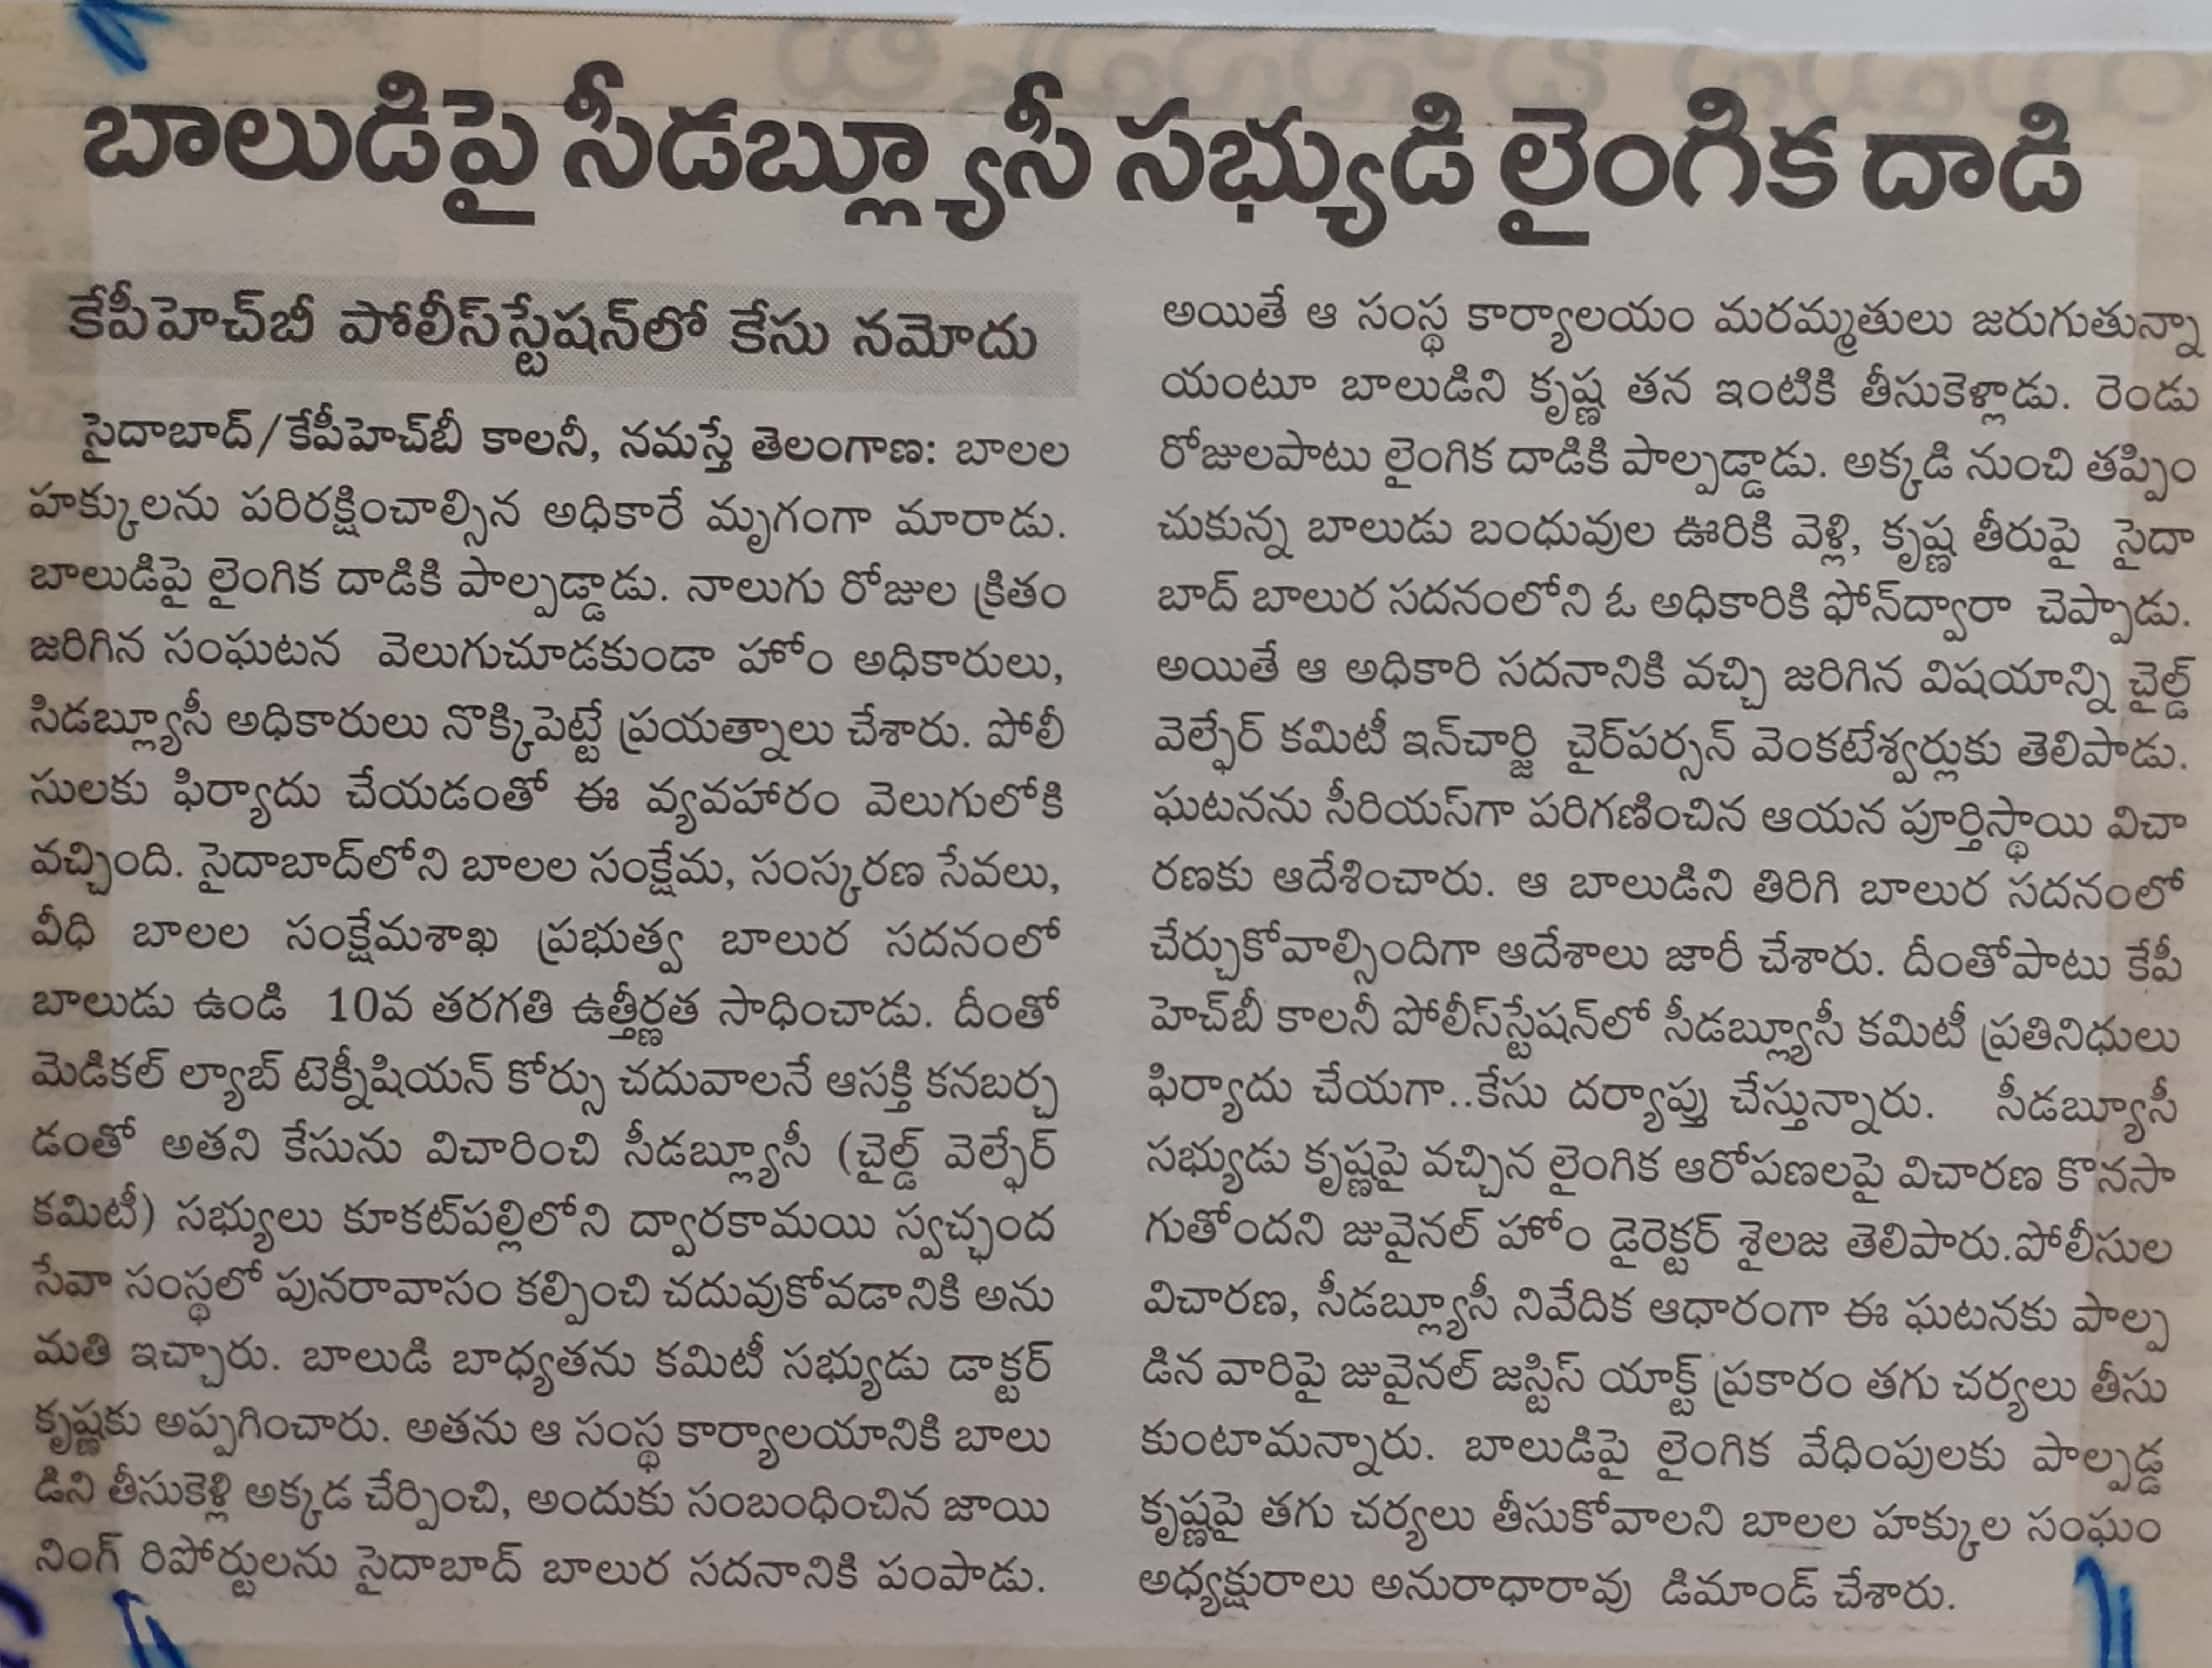 బాలుడిపై సీడబ్ల్యూసీ సభ్యుడి లైంగిక దాడి
కేపీహెచ్‌బీ పోలీస్‌స్టేషన్‌లో కేసు నమోదు
సైదాబాద్/కేపీహెచ్‌బీ కాలనీ, నమస్తే తెలంగాణ: బాలల
హక్కులను పరిరక్షించాల్సిన అధికారే మృగంగా మారాడు.
బాలుడిపై లైంగిక దాడికి పాల్పడ్డాడు. నాలుగు రోజుల క్రితం
జరిగిన సంఘటన వెలుగుచూడకుండా హోం అధికారులు,
సిడబ్ల్యూసీ అధికారులు నొక్కిపెట్టే ప్రయత్నాలు చేశారు. పోలీ
సులకు ఫిర్యాదు చేయడంతో ఈ వ్యవహారం వెలుగులోకి
వచ్చింది. సైదాబాద్‌లోని బాలల సంక్షేమ, సంస్కరణ సేవలు,
వీధి బాలల సంక్షేమశాఖ ప్రభుత్వ బాలుర సదనంలో
బాలుడు ఉండి 10వ తరగతి ఉత్తీర్ణత సాధించాడు. దీంతో
మెడికల్ ల్యాబ్ టెక్నీషియన్ కోర్సు చదువాలనే ఆసక్తి కనబర్చ
డంతో అతని కేసును విచారించి సీడబ్ల్యూసీ (చైల్డ్ వెల్ఫేర్
కమిటీ) సభ్యులు కూకట్‌పల్లిలోని ద్వారకామయి స్వచ్ఛంద
సేవా సంస్థలో పునరావాసం కల్పించి చదువుకోవడానికి అను
మతి ఇచ్చారు. బాలుడి బాధ్యతను కమిటీ సభ్యుడు డాక్టర్
కృష్ణకు అప్పగించారు. అతను ఆ సంస్థ కార్యాలయానికి బాలు
డిని తీసుకెళ్లి అక్కడ చేర్పించి, అందుకు సంబంధించిన జాయి
నింగ్ రిపోర్టులను సైదాబాద్ బాలుర సదనానికి పంపాడు.
అయితే ఆ సంస్థ కార్యాలయం మరమ్మతులు జరుగుతున్నా
యంటూ బాలుడిని కృష్ణ తన ఇంటికి తీసుకెళ్లాడు. రెండు
రోజులపాటు లైంగిక దాడికి పాల్పడ్డాడు. అక్కడి నుంచి తప్పిం
చుకున్న బాలుడు బంధువుల ఊరికి వెళ్లి, కృష్ణ తీరుపై సైదా
బాద్ బాలుర సదనంలోని ఓ అధికారికి ఫోన్‌ద్వారా చెప్పాడు.
అయితే ఆ అధికారి సదనానికి వచ్చి జరిగిన విషయాన్ని చైల్డ్
వెల్ఫేర్ కమిటీ ఇన్‌చార్జి చైర్‌పర్సన్ వెంకటేశ్వర్లుకు తెలిపాడు.
ఘటనను సీరియస్‌గా పరిగణించిన ఆయన పూర్తిస్థాయి విచా
రణకు ఆదేశించారు. ఆ బాలుడిని తిరిగి బాలుర సదనంలో
చేర్చుకోవాల్సిందిగా ఆదేశాలు జారీ చేశారు. దీంతోపాటు కేపీ
హెచ్‌బీ కాలనీ పోలీస్‌స్టేషన్‌లో సీడబ్ల్యూసీ కమిటీ ప్రతినిధులు
ఫిర్యాదు చేయగా..కేసు దర్యాప్తు చేస్తున్నారు. సీడబ్యూసీ
సభ్యుడు కృష్ణపై వచ్చిన లైంగిక ఆరోపణలపై విచారణ కొనసా
గుతోందని జువైనల్ హోం డైరెక్టర్ శైలజ తెలిపారు.పోలీసుల
విచారణ, సీడబ్ల్యూసీ నివేదిక ఆధారంగా ఈ ఘటనకు పాల్ప
డిన వారిపై జువైనల్ జస్టిస్ యాక్ట్ ప్రకారం తగు చర్యలు తీసు
కుంటామన్నారు. బాలుడిపై లైంగిక వేధింపులకు పాల్పడ్డ
కృష్ణపై తగు చర్యలు తీసుకోవాలని బాలల హక్కుల సంఘం
అధ్యక్షురాలు అనురాధారావు డిమాండ్ చేశారు.